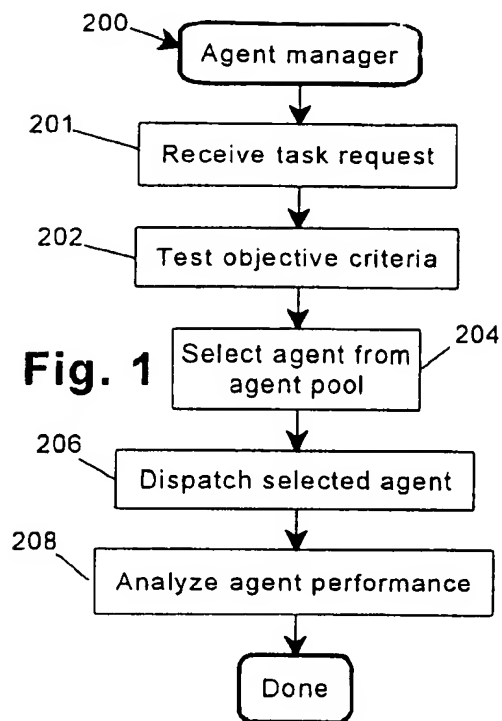 200
Agent manager
201
Receive task request
202
Test objective criteria
204
Select agent from
agent pool
Fig. 1
206
Dispatch selected agent
208
Analyze agent performance
Done